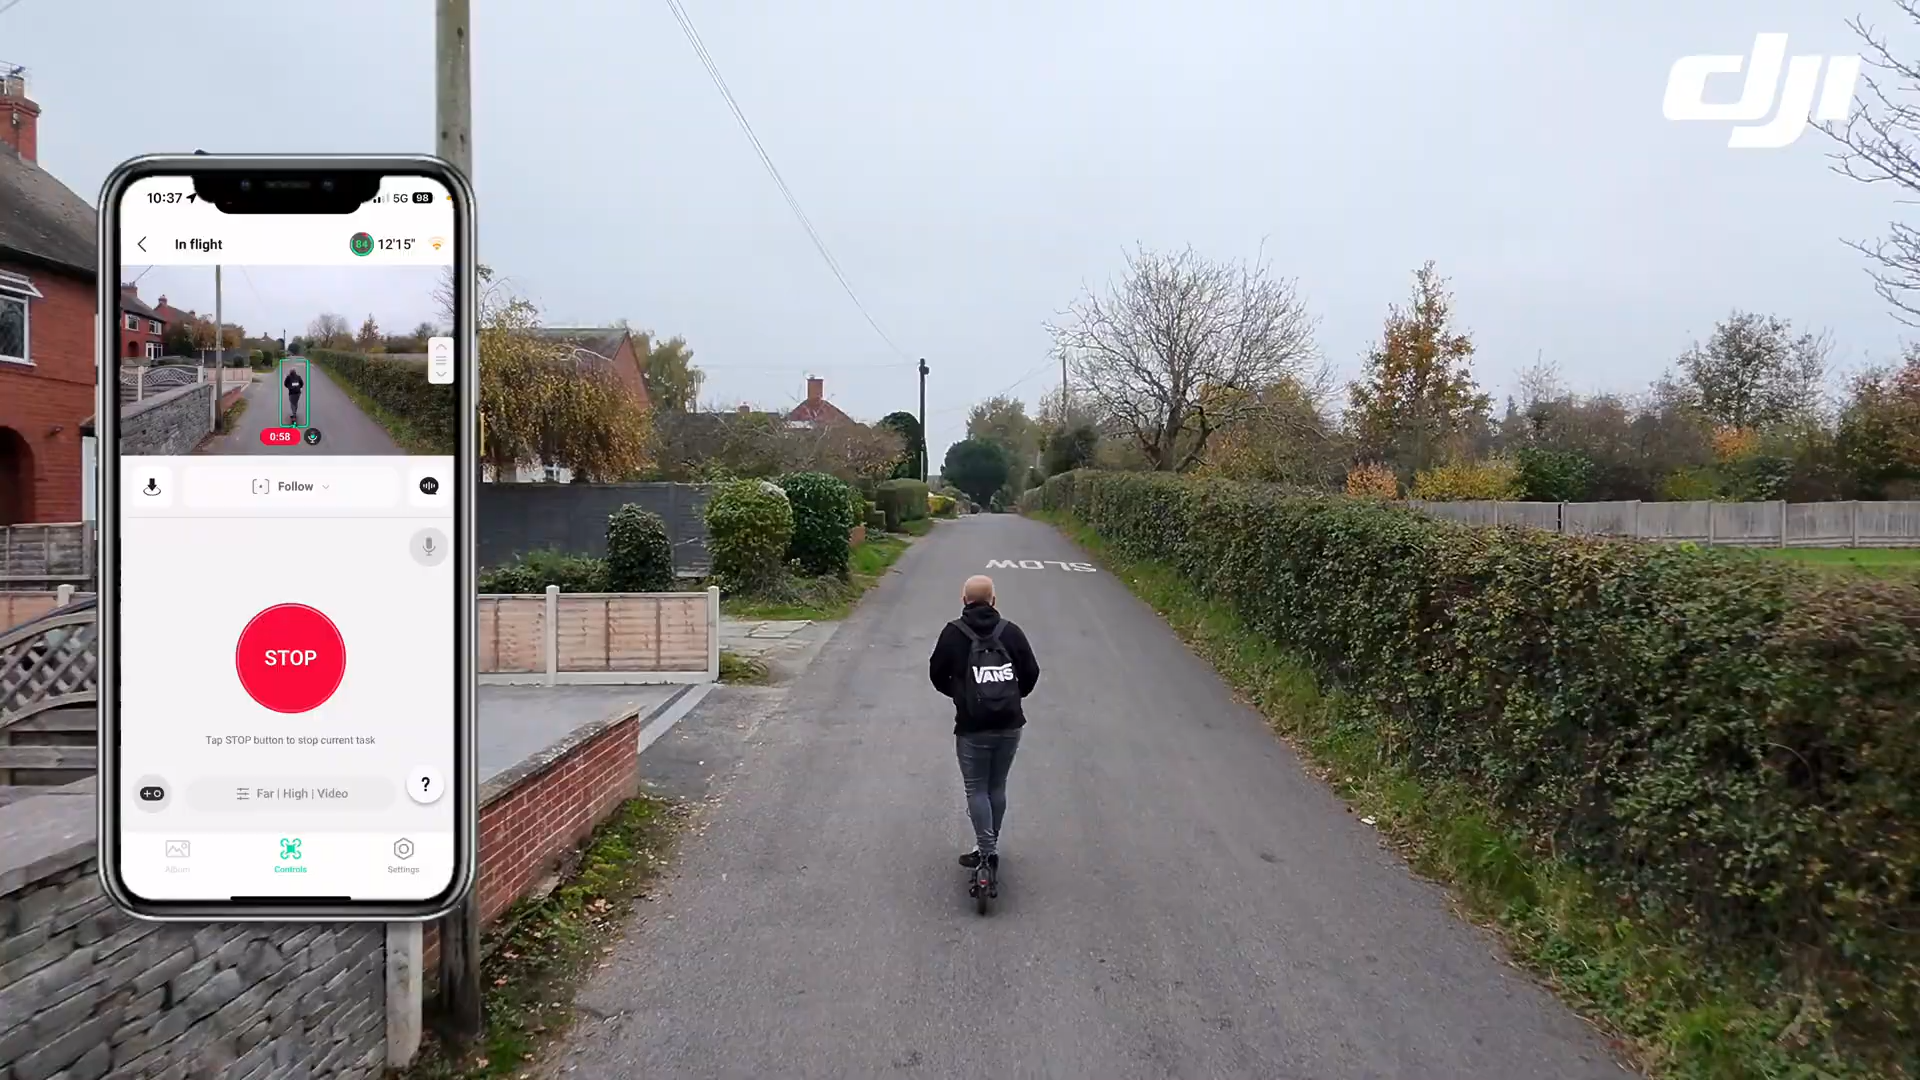 dji
10:37
5G 98
In flight
84 12'15"
0:58
Follow
STOP
Tap STOP button to stop current task
Far | High | Video
?
Album
Controls
Settings
SLOW
VANS